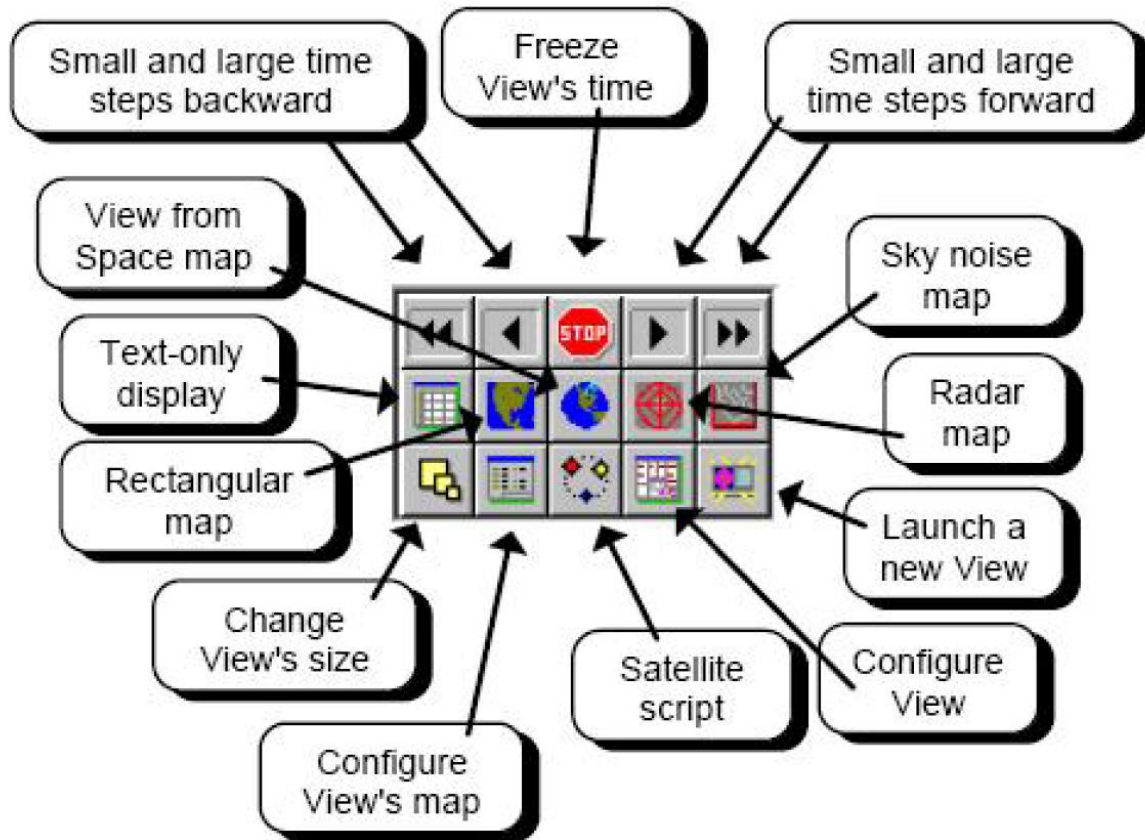 Small and large time
steps backward
Freeze
View's time
Small and large
time steps forward
View from
Space map
Sky noise
map
STOP
Text-only
display
Radar
map
Rectangular
map
Launch a
new View
Change
View's size
Satellite
script
Configure
View
Configure
View's map